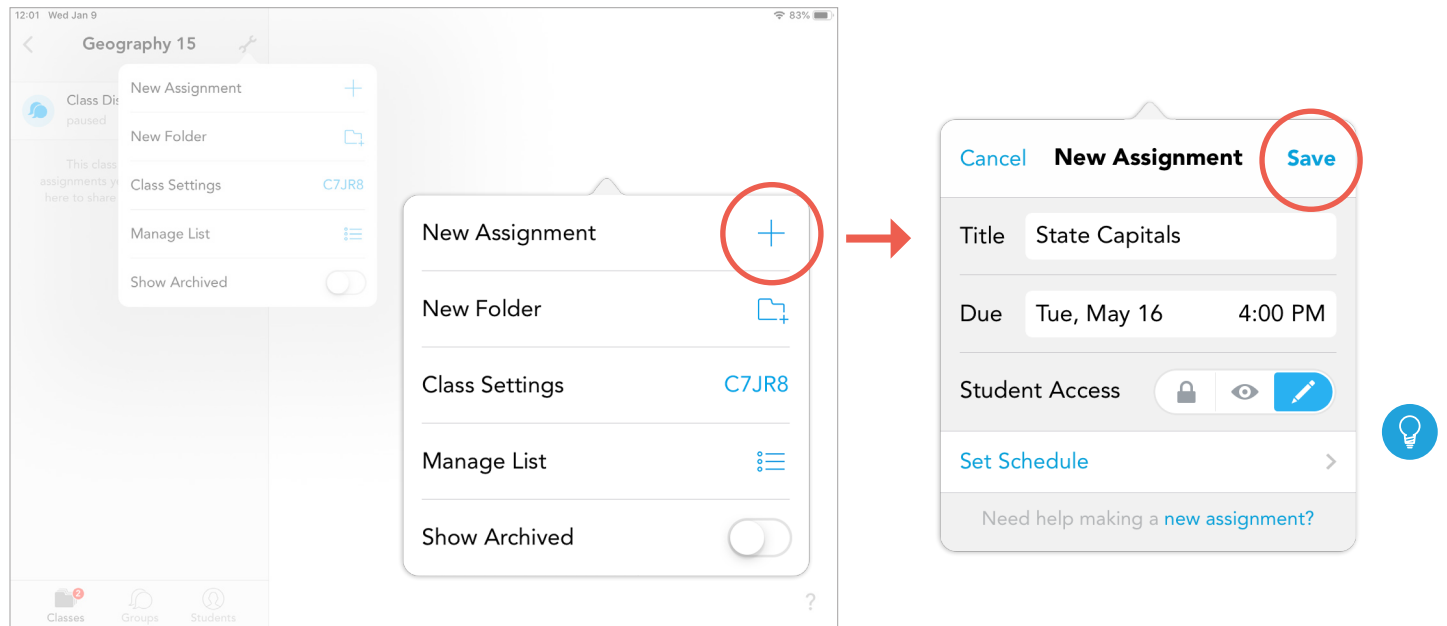 12:01 Wed Jan 9
83%
Geography 15
New Assignment
Class Dis
paused
New Folder
This class
assignments y
here to share
Class Settings C7JR8
Manage List
Show Archived
2
Classes Groups Students
New Assignment
New Folder
Class Settings C7JR8
Manage List
Show Archived
?
Cancel New Assignment Save
Title State Capitals
Due Tue, May 16 4:00 PM
Student Access
Set Schedule
Need help making a new assignment?